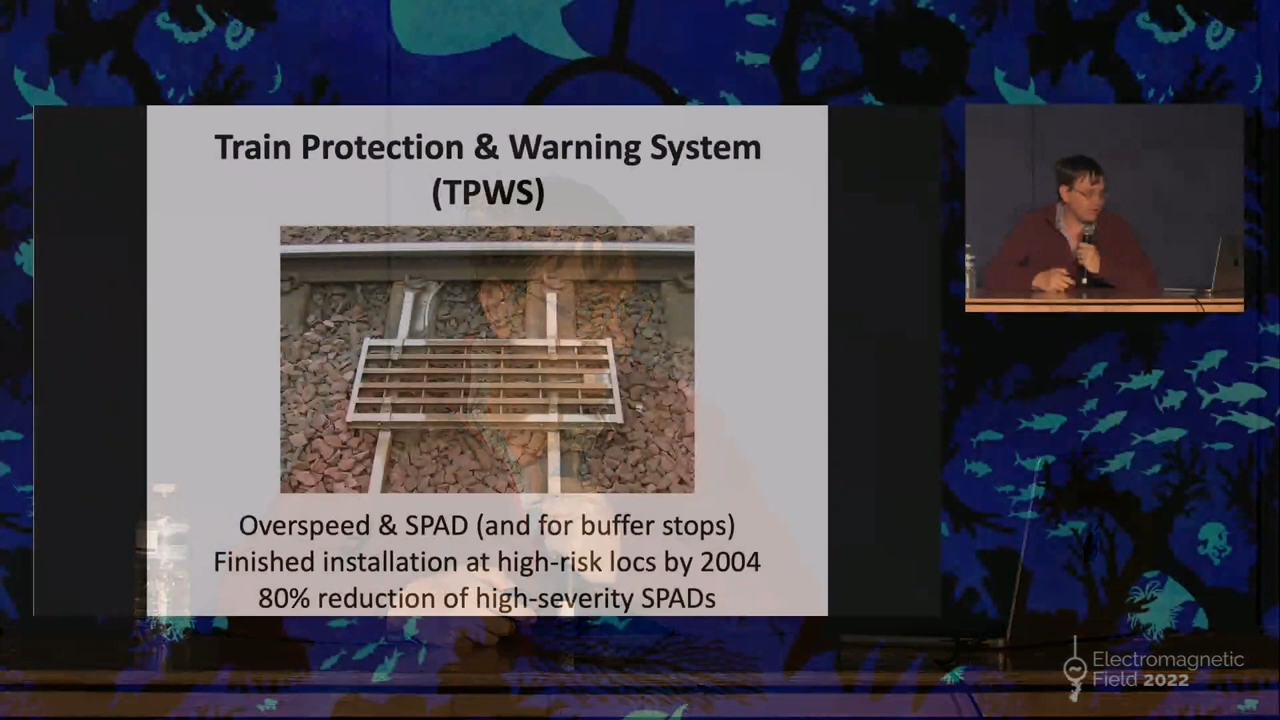 Train Protection & Warning System
(TPWS)
Overspeed & SPAD (and for buffer stops)
Finished installation at high-risk locs by 2004
80% reduction of high-severity SPADs
Electromagnetic
Field 2022